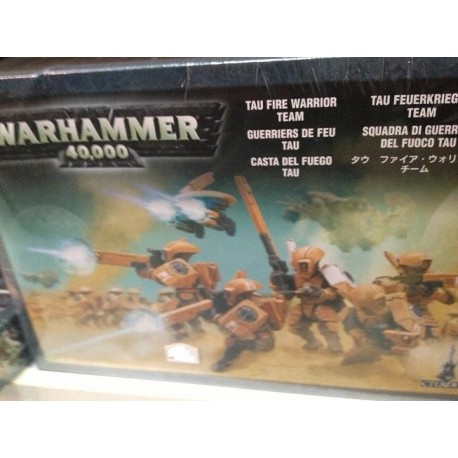 WARHAMMER
40,000
TAU FIRE WARRIOR
TEAM
GUERRIERS DE FEU
TAU
CASTA DEL FUEGO
TAU
TAU FEUERKRIEG
TEAM
SQUADRA DI GUERR
DEL FUOCO TAU
タウ ファイア・ウォリ
チーム